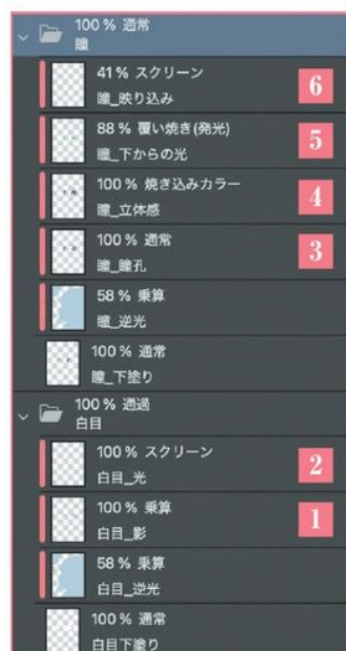 100 % 通常
瞳
41 % スクリーン
瞳_映り込み
6
88 % 覆い焼き(発光)
瞳_下からの光
5
100 % 焼き込みカラー
瞳_立体感
4
100 % 通常
瞳_瞳孔
3
58 % 乗算
瞳_逆光
100 % 通常
瞳_下塗り
100 % 通過
白目
100 % スクリーン
白目_光
2
100 % 乗算
白目_影
1
58 % 乗算
白目_逆光
100 % 通常
白目下塗り